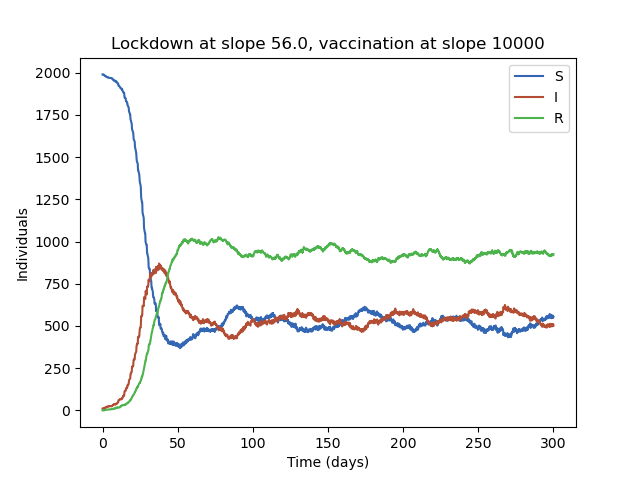 Lockdown at slope 56.0, vaccination at slope 10000
S
I
R
Individuals
2000
1750
1500
1250
1000
750
500
250
0
0 50 100 150 200 250 300
Time (days)